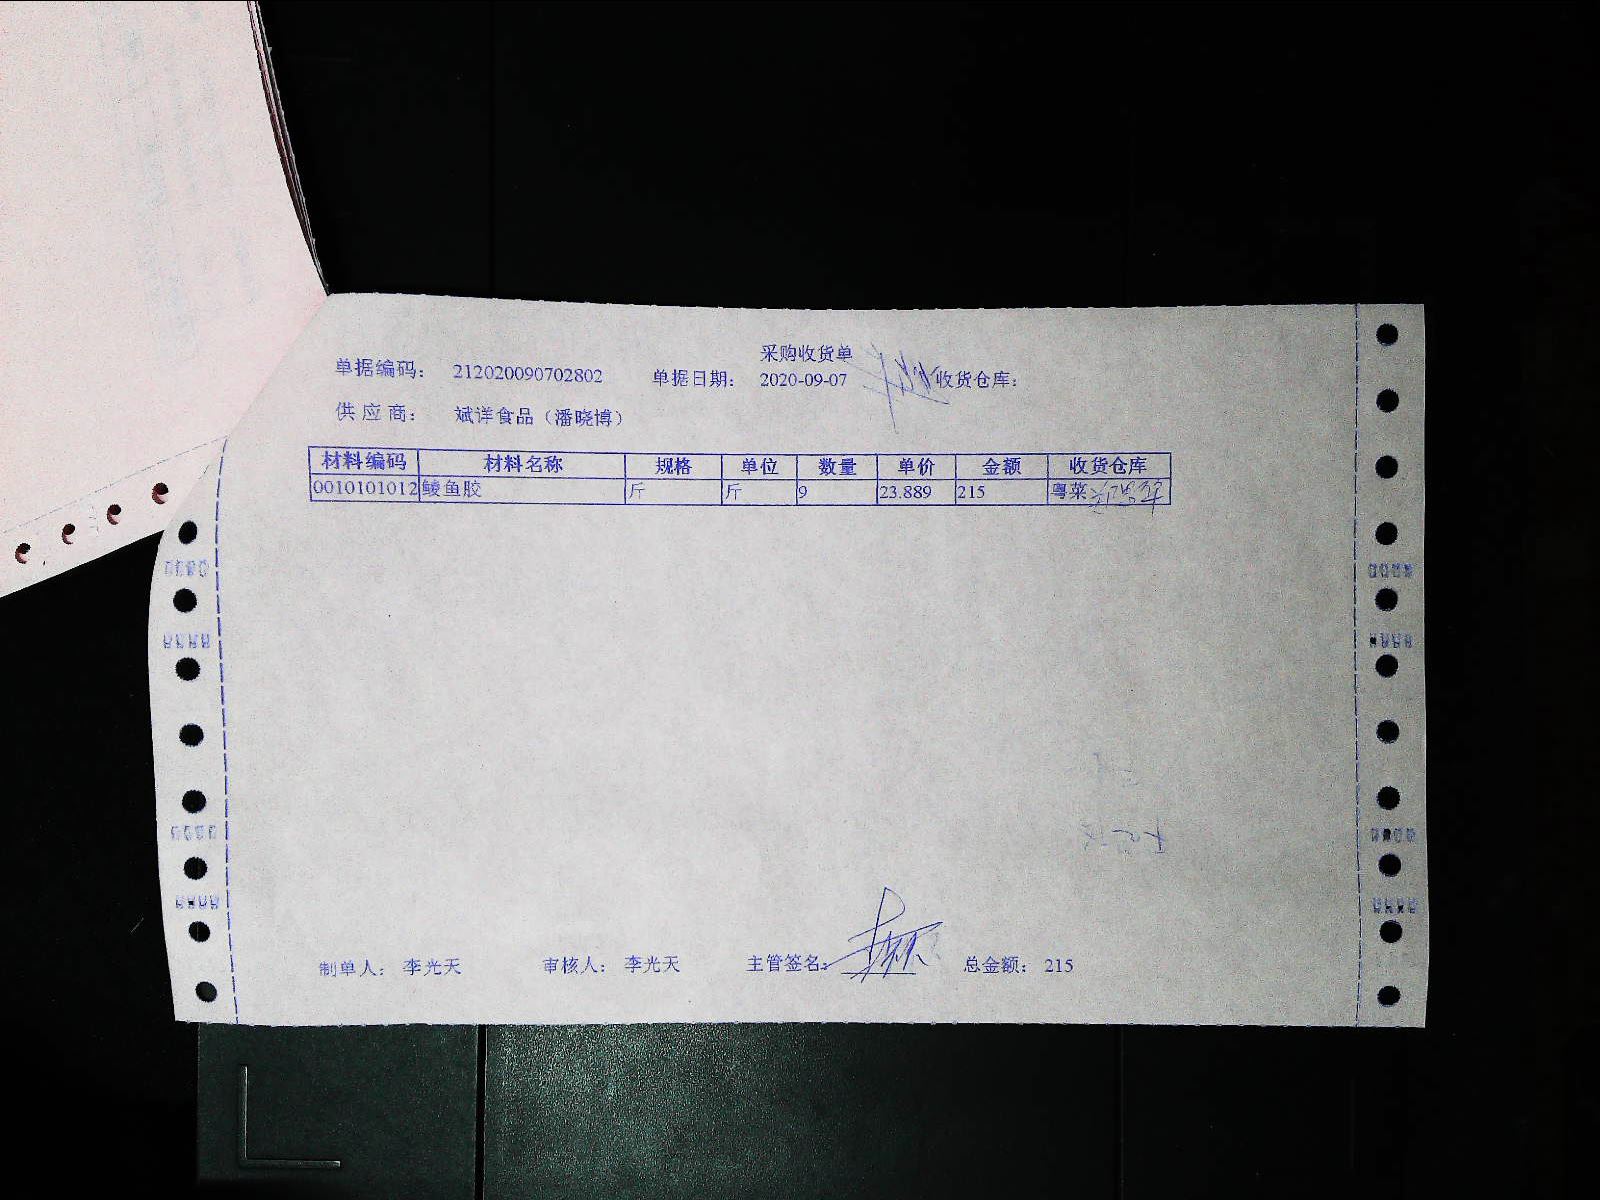 采购收货单
单据编码： 212020090702802 单据日期： 2020-09-07 收货仓库：
供应商： 斌洋食品（潘晓博）
材料编码 材料名称 规格 单位 数量 单价 金额 收货仓库
0010101012 鲮鱼胶 斤 斤 9 23.889 215 粤菜
制单人： 李光天 审核人： 李光天 主管签名： 总金额： 215